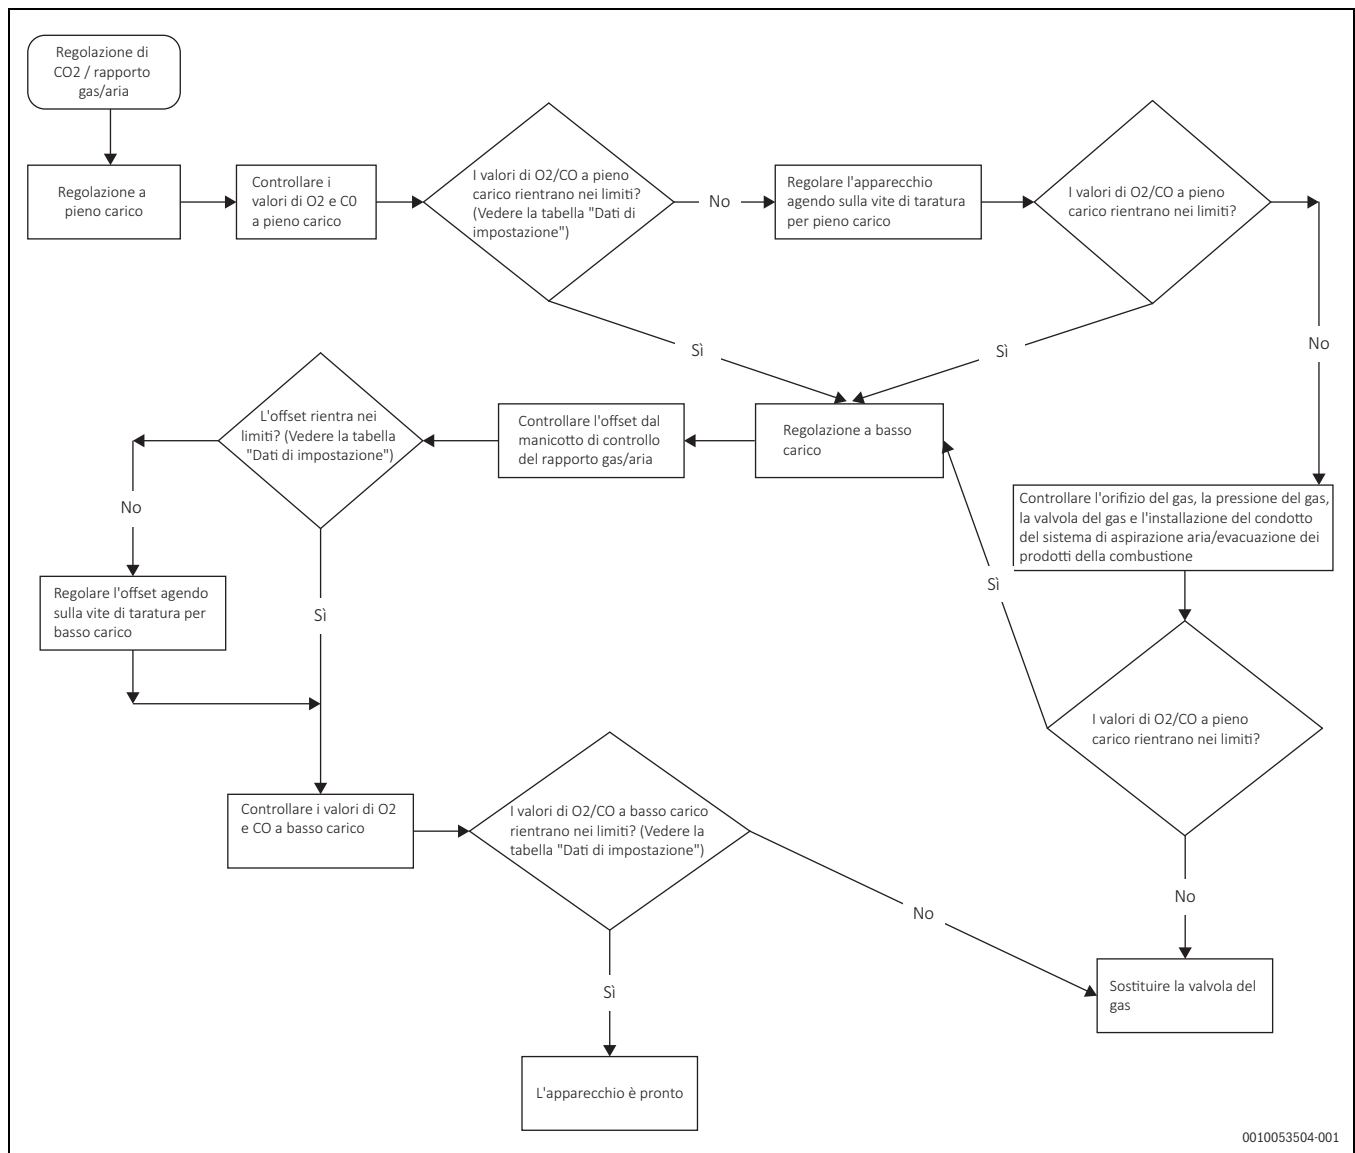 Regolazione di
CO2 / rapporto
gas/aria
Regolazione a
pieno carico
Controllare i
valori di O2 e C0
a pieno carico
I valori di O2/CO a pieno
carico rientrano nei limiti?
(Vedere la tabella "Dati di
impostazione")
No
Regolare l'apparecchio
agendo sulla vite di taratura
per pieno carico
I valori di O2/CO a pieno
carico rientrano nei limiti?
Sì
Sì
No
L'offset rientra nei
limiti? (Vedere la tabella
"Dati di impostazione")
Controllare l'offset dal
manicotto di controllo
del rapporto gas/aria
Regolazione a basso
carico
No
Controllare l'orifizio del gas, la pressione del gas,
la valvola del gas e l'installazione del condotto
del sistema di aspirazione aria/evacuazione dei
prodotti della combustione
Regolare l'offset agendo
sulla vite di taratura per
basso carico
Sì
Sì
I valori di O2/CO a pieno
carico rientrano nei limiti?
Controllare i valori di O2
e CO a basso carico
I valori di O2/CO a basso carico
rientrano nei limiti? (Vedere la
tabella "Dati di impostazione")
No
No
Sì
Sostituire la valvola del
gas
L'apparecchio è pronto
0010053504-001